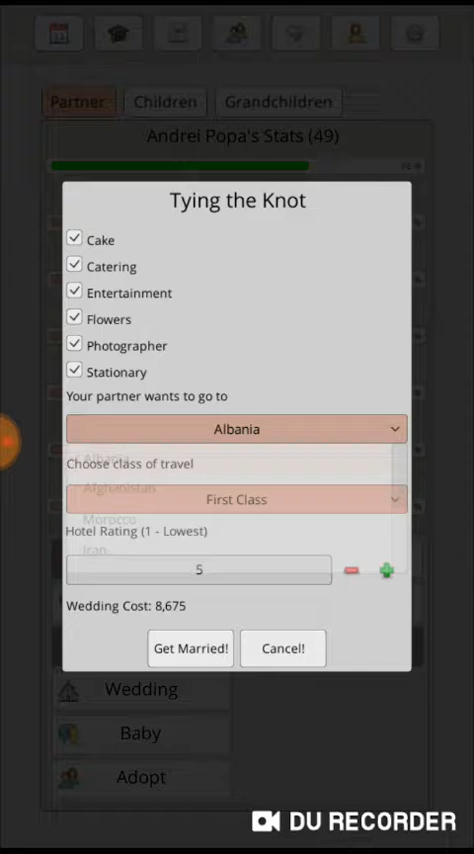 Partner
Children
Grandchildren
Andrei Popa's Stats (49)
Tying the Knot
Cake
Catering
Entertainment
Flowers
Photographer
Stationary
Your partner wants to go to
Albania
Albania
Choose class of travel
Afghanistan
First Class
Morocco
Hotel Rating (1 - Lowest)
Iran
5
Wedding Cost: 8,675
Get Married!
Cancel!
Wedding
Baby
Adopt
DU RECORDER